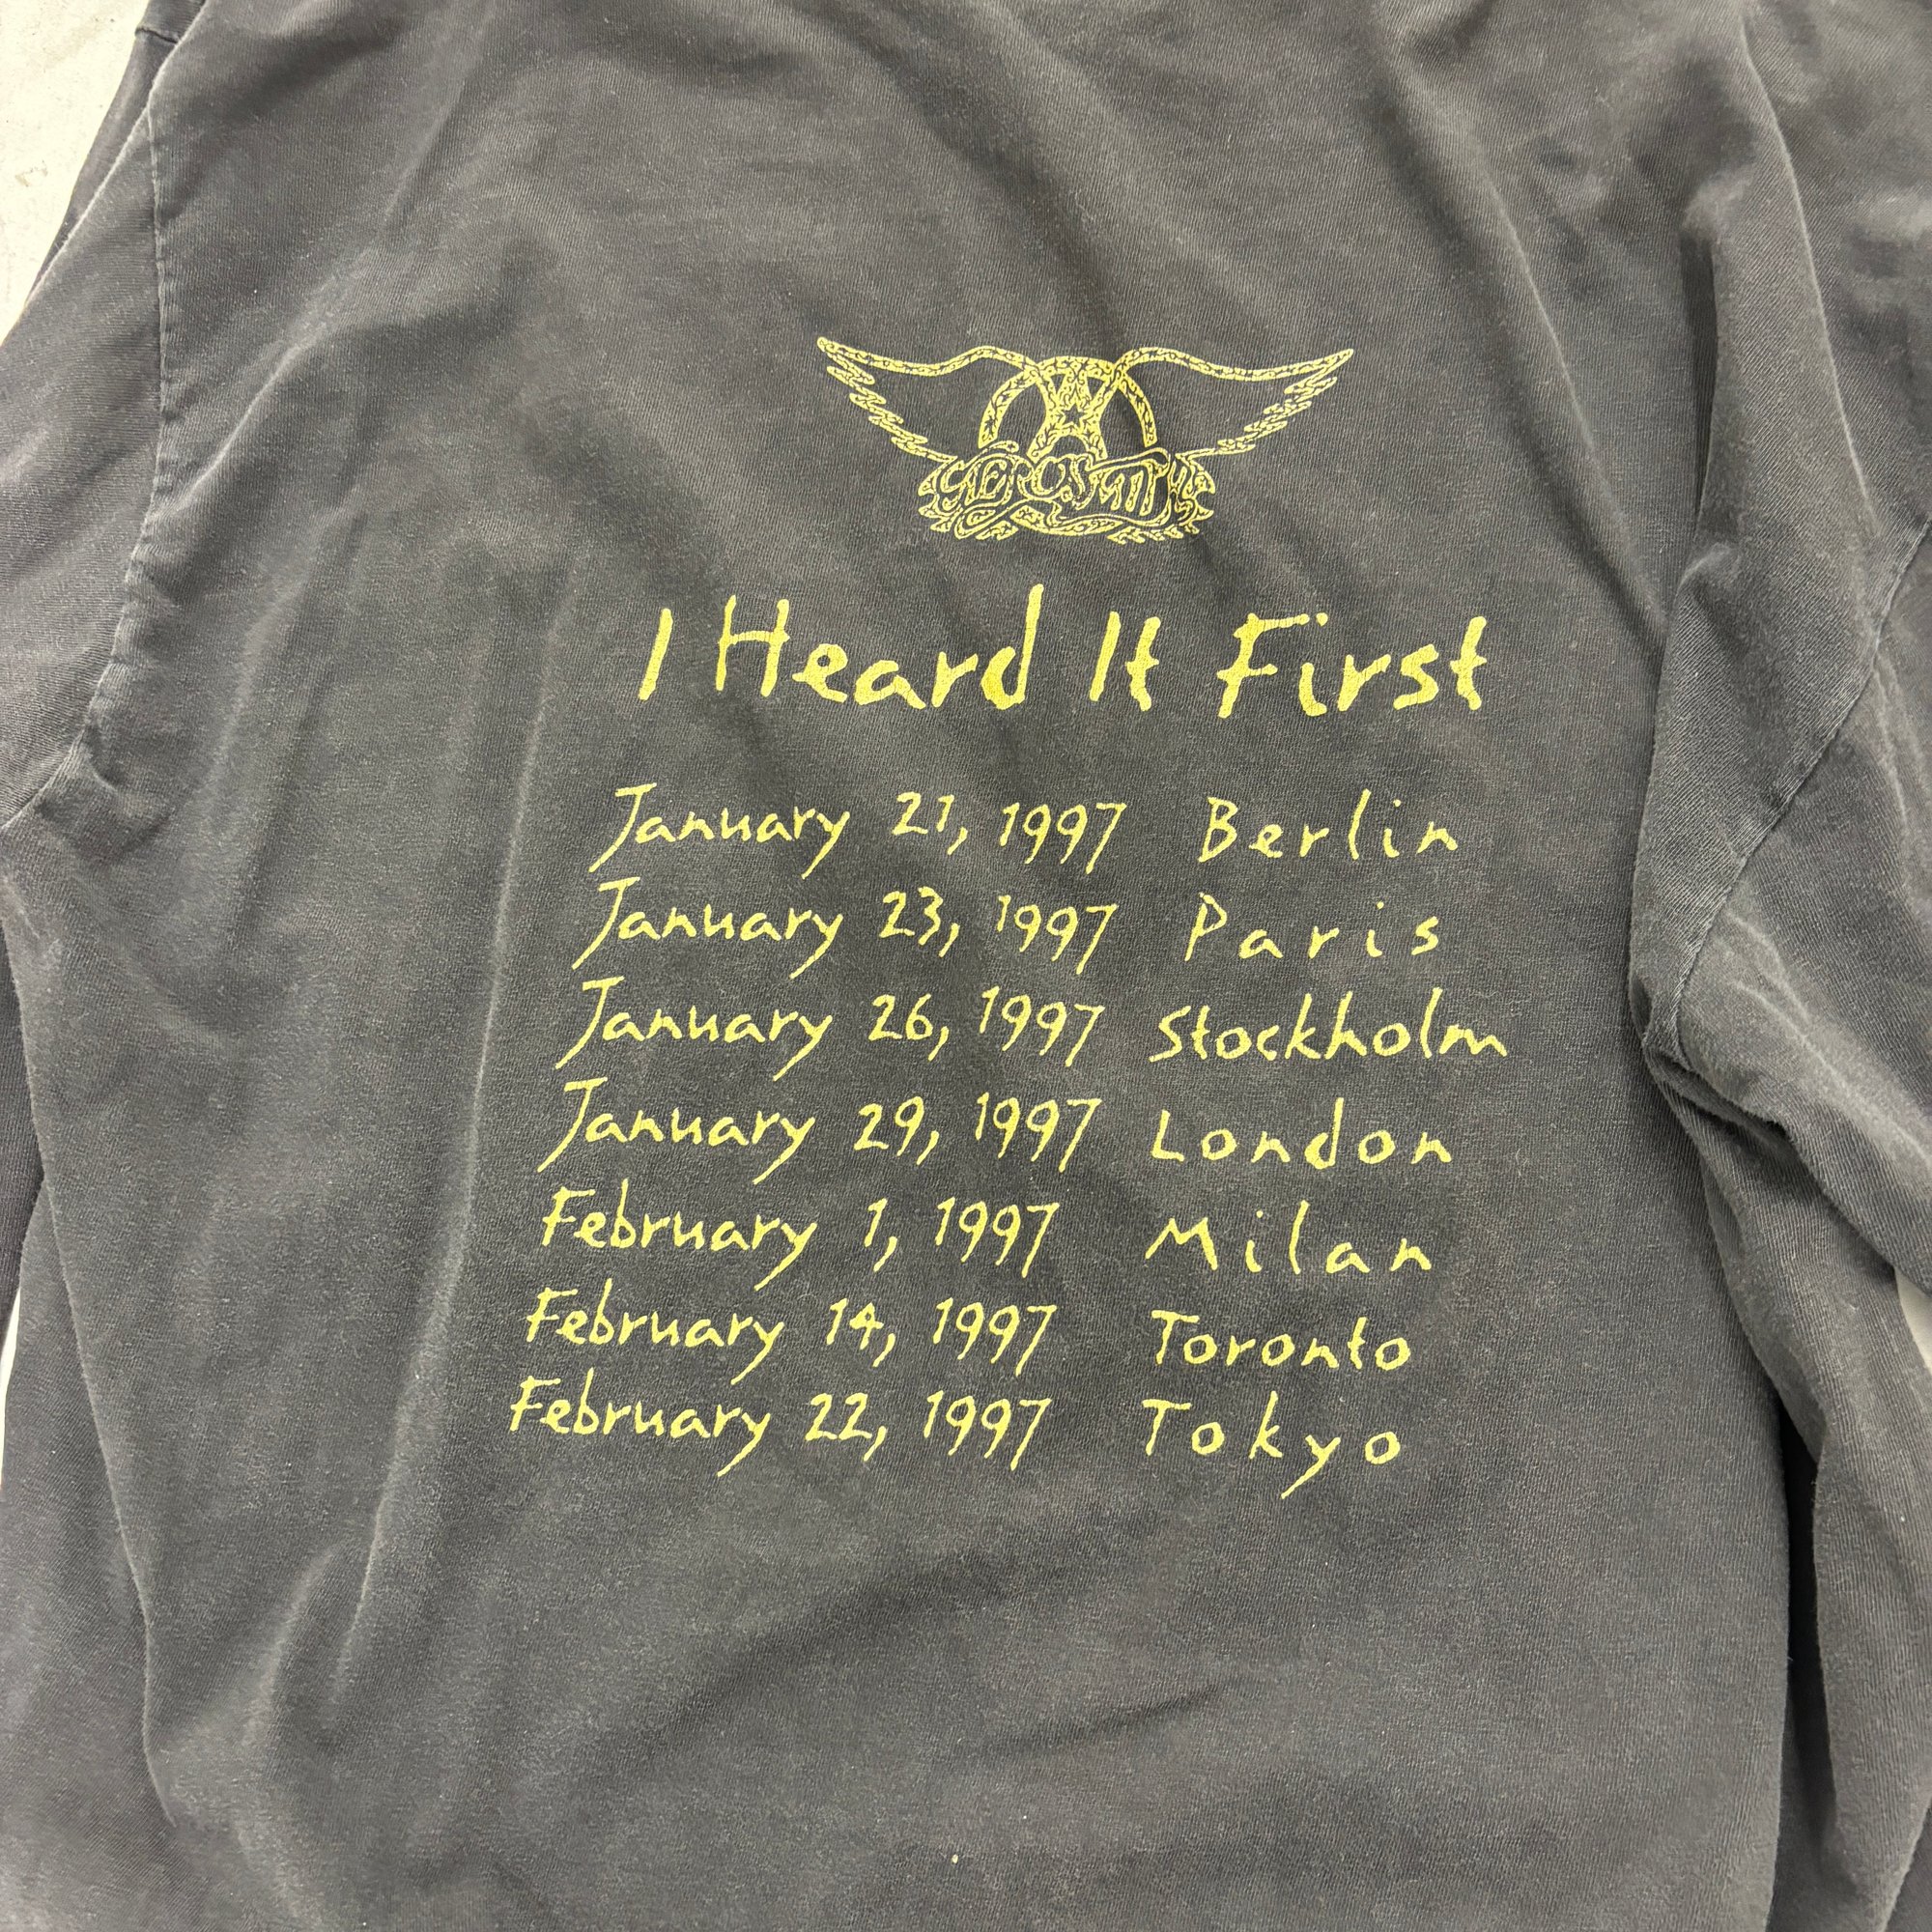 AEROSMITH
I Heard It First
January 21, 1997 Berlin
January 23, 1997 Paris
January 26, 1997 Stockholm
January 29, 1997 London
February 1, 1997 Milan
February 14, 1997 Toronto
February 22, 1997 Tokyo